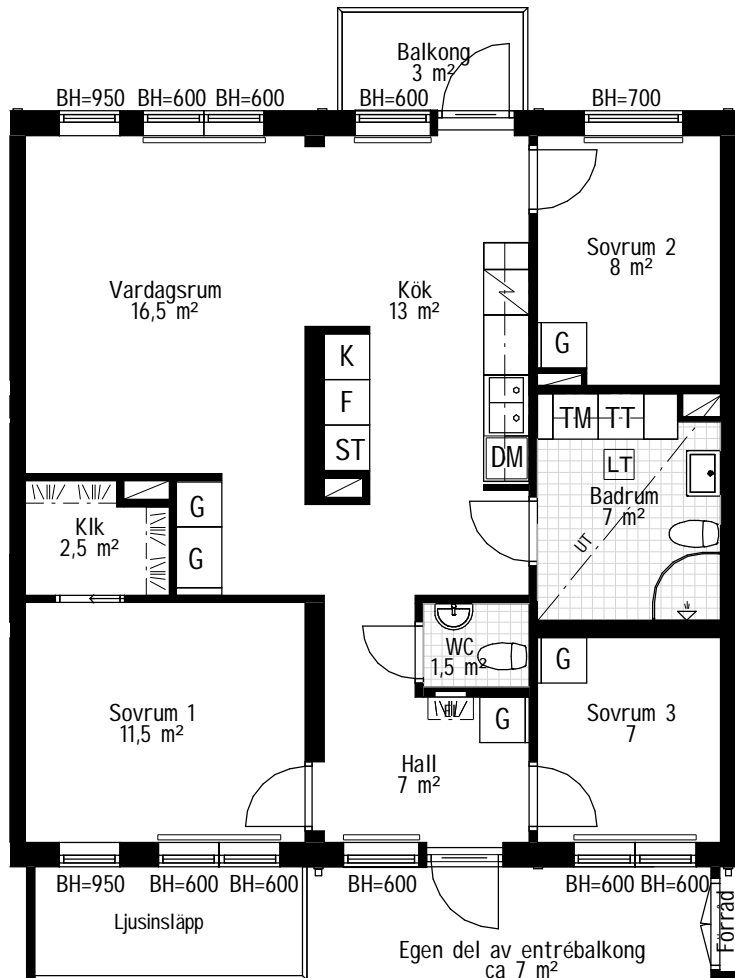 Balkong
3 m²
BH=950
BH=600
BH=600
BH=600
BH=700
Vardagsrum
16,5 m²
Kök
13 m²
Sovrum 2
8 m²
K
F
ST
G
DM
TM
TT
LT
Badrum
7 m²
UT
Klk
2,5 m²
G
G
WC
1,5 m²
G
Sovrum 1
11,5 m²
Hall
7 m²
G
Sovrum 3
7
BH=950
BH=600
BH=600
BH=600
BH=600
BH=600
Ljusinsläpp
Egen del av entrébalkong
ca 7 m²
Förråd